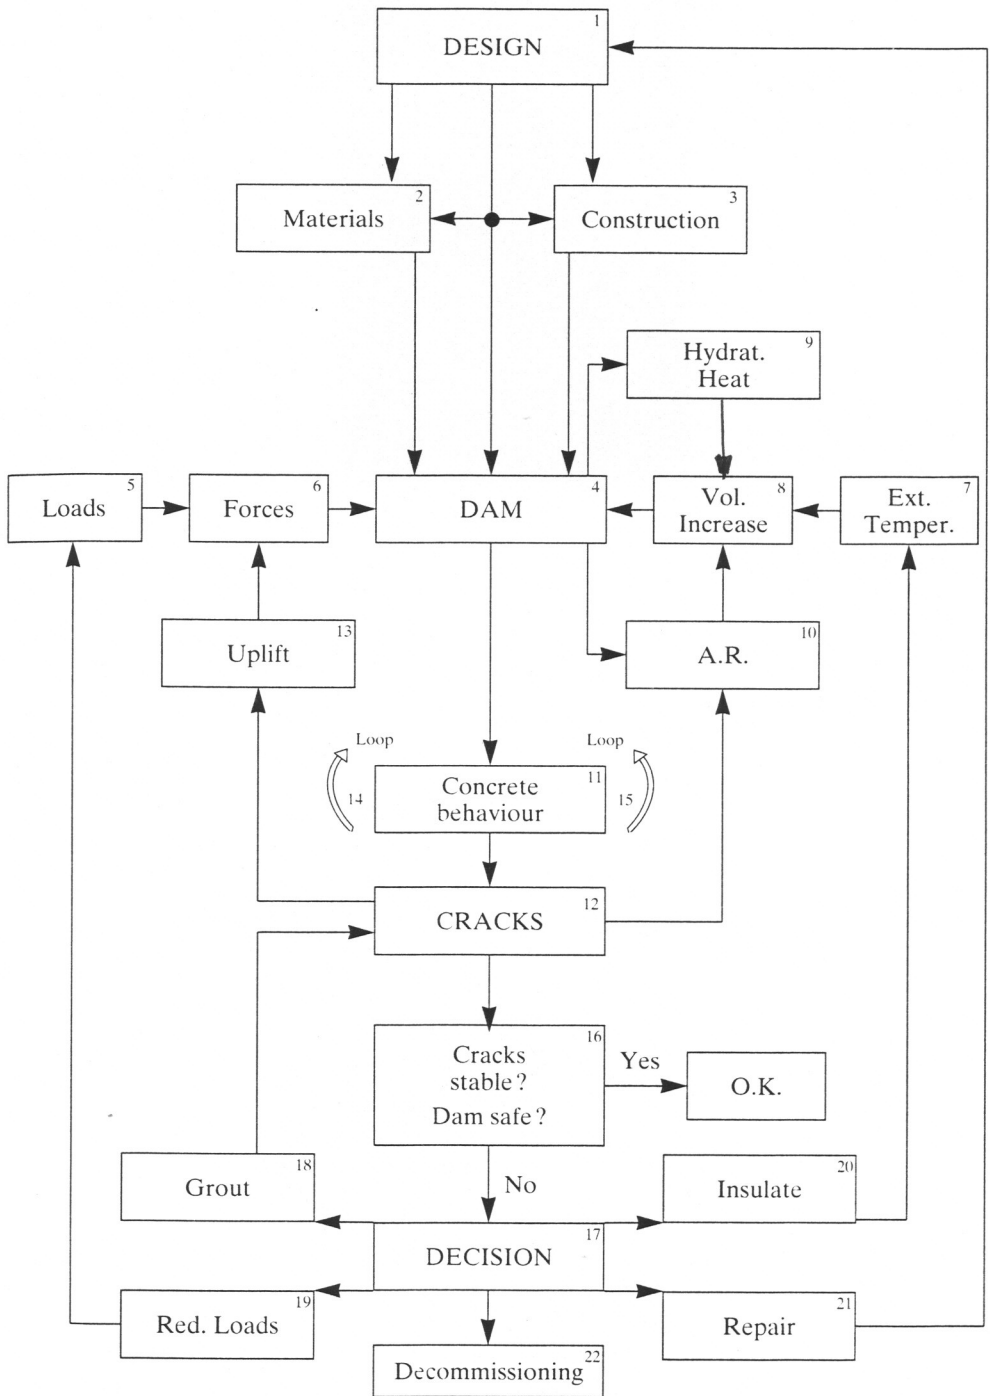 1
DESIGN
2
Materials
3
Construction
9
Hydrat.
Heat
5
Loads
6
Forces
4
DAM
8
Vol.
Increase
7
Ext.
Temper.
13
Uplift
10
A.R.
Loop
14
11
Concrete
behaviour
Loop
15
12
CRACKS
16
Cracks
stable?
Dam safe?
Yes
O.K.
No
18
Grout
20
Insulate
17
DECISION
19
Red. Loads
21
Repair
22
Decommissioning